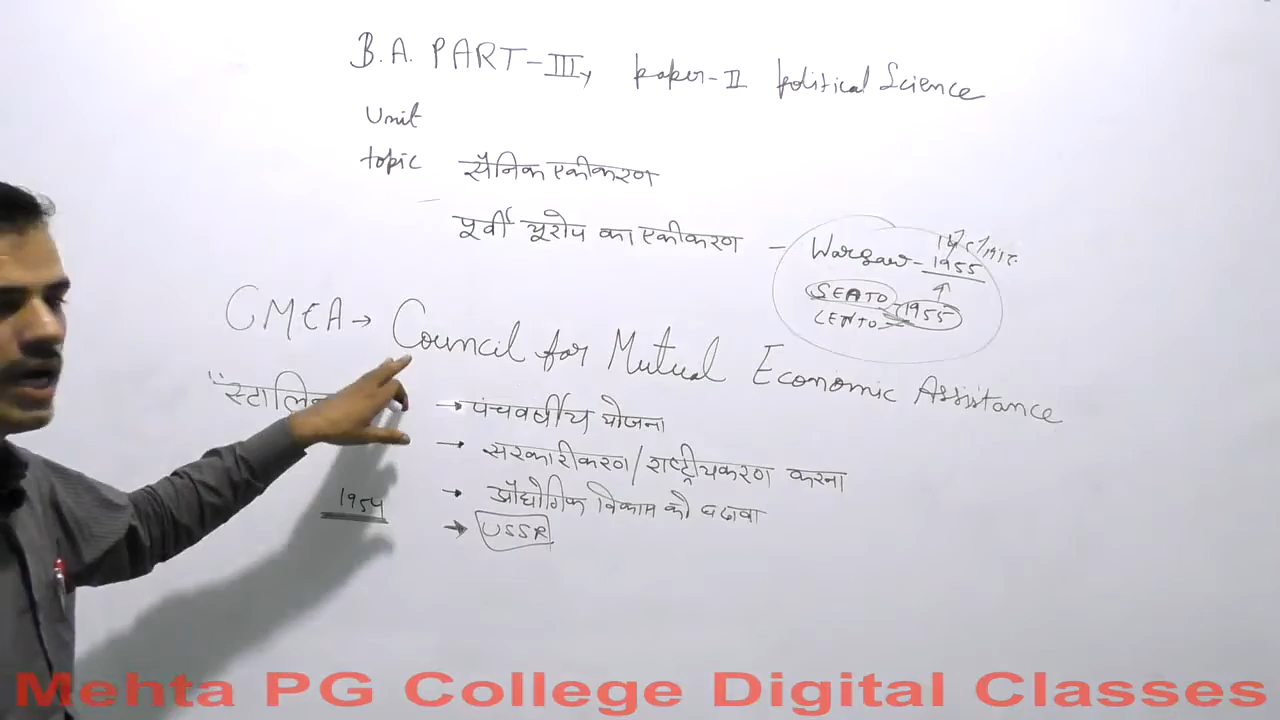 B.A. PART-III, paper-II political Science
Unit
topic सैनिक एकीकरण
पूर्वी यूरोप का एकीकरण - Warsaw - 1955
SEATO - 1955
CENTO
CMEA → Council for Mutual Economic Assistance
"स्टालिन
→ पंचवर्षीय योजना
→ सरकारीकरण/राष्ट्रीयकरण करना
1954 → औद्योगिक विकास को बढावा
→ USSR
Mehta PG College Digital Classes